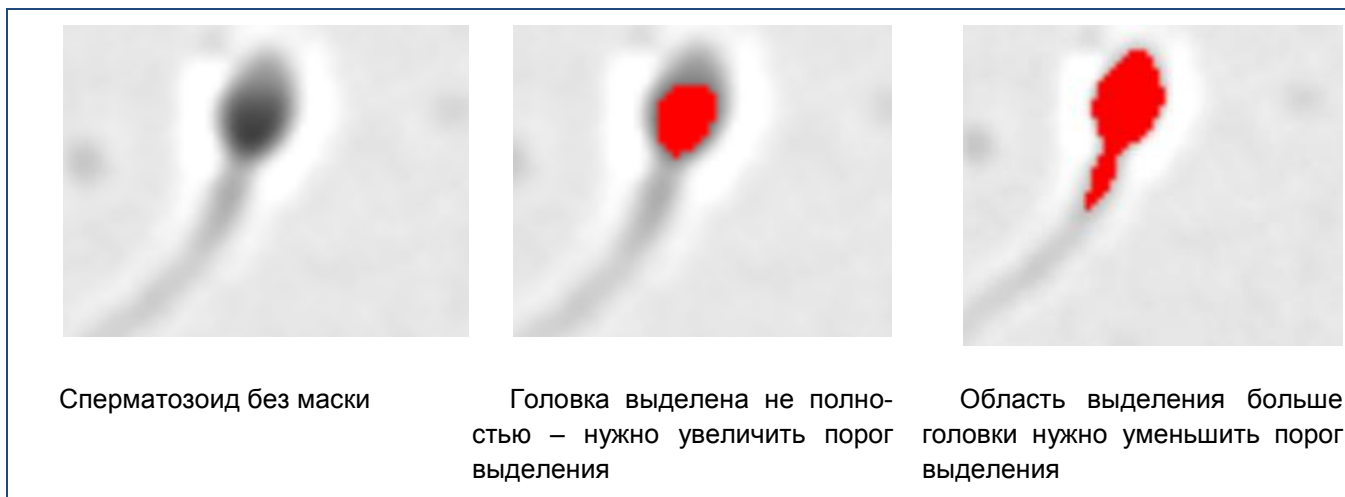 Сперматозоид без маски
Головка выделена не полно-
стью – нужно увеличить порог
выделения
Область выделения больше
головки нужно уменьшить порог
выделения